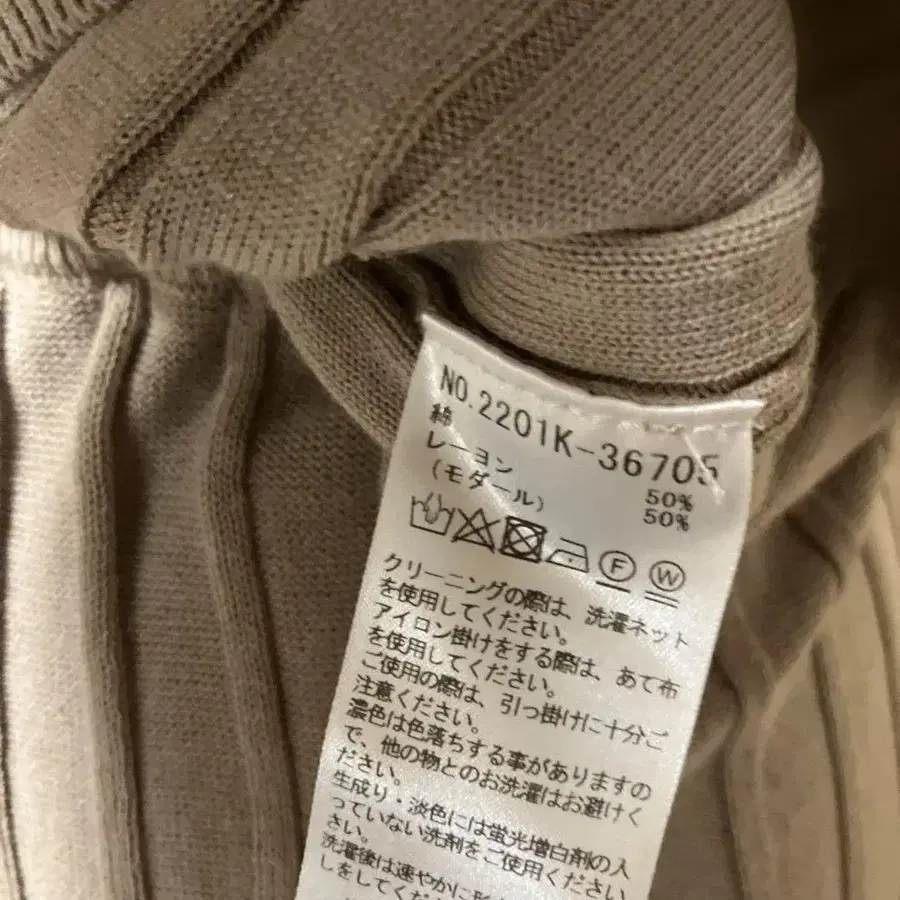 NO.2201K-36705
綿 50%
レーヨン 50%
(モダール)
F W
クリーニングの際は、洗濯ネット
を使用してください。
アイロン掛けをする際は、あて布
を使用してください。
ご使用の際は、引っ掛けに十分ご
注意ください。
濃色は色落ちする事がありますの
で、他の物とのお洗濯はお避けく
ださい。
生成り・淡色には蛍光増白剤の入
っていない洗剤をご使用くださ
さい。
洗濯後は速やかに形
しをしてくだ